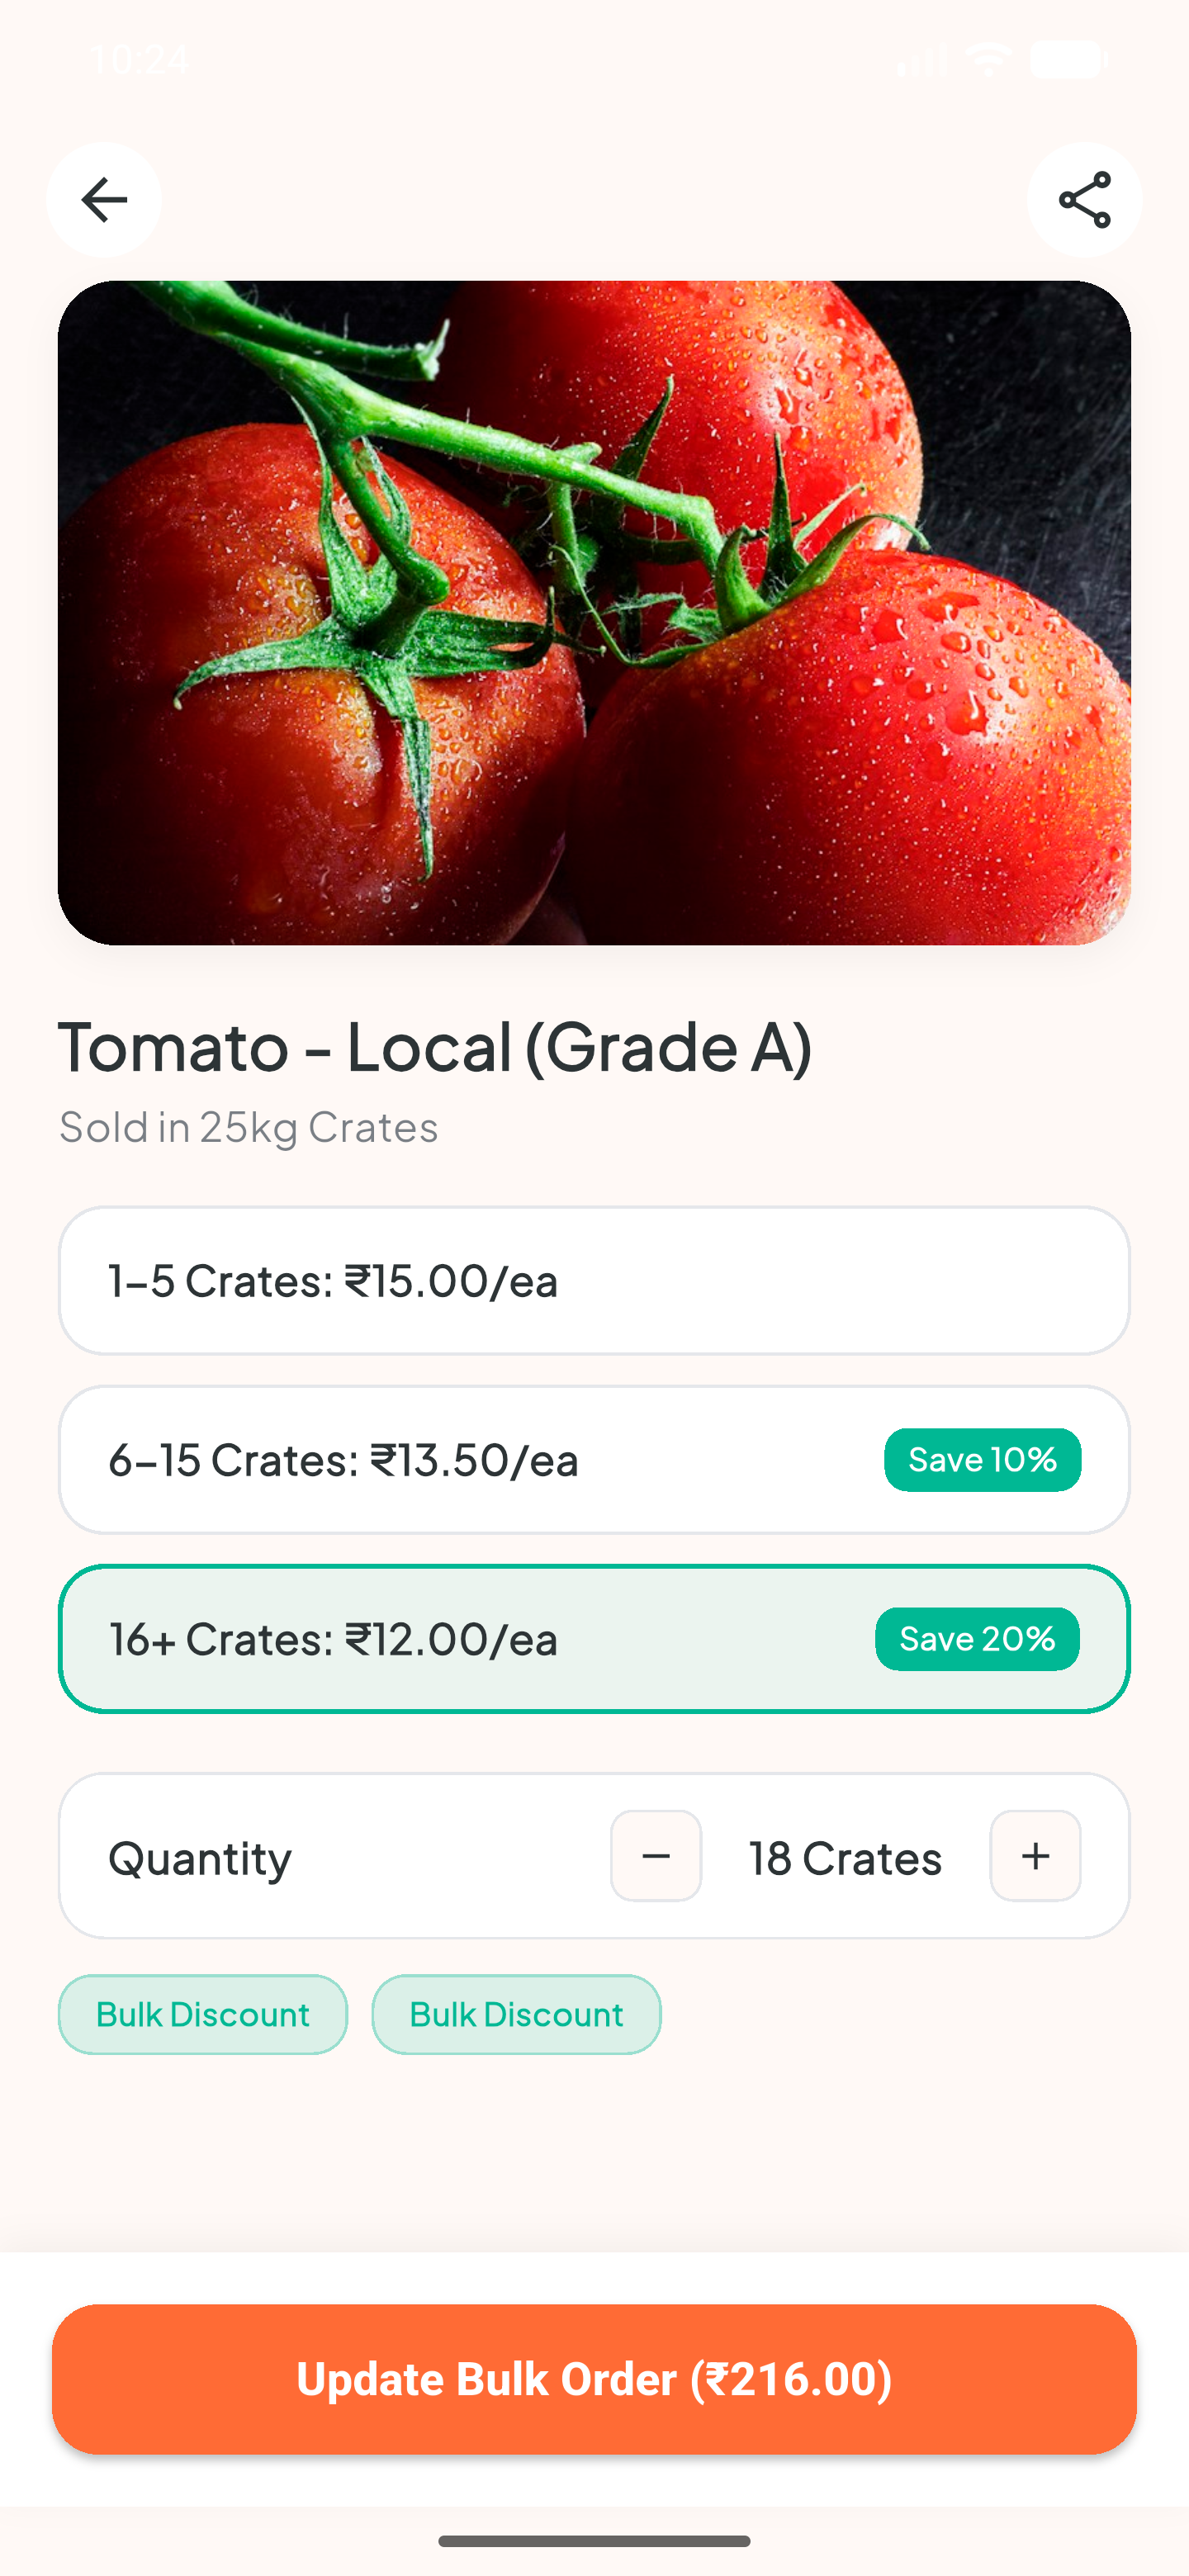 10:24
Tomato - Local (Grade A)
Sold in 25kg Crates
1–5 Crates: ₹15.00/ea
6–15 Crates: ₹13.50/ea
Save 10%
16+ Crates: ₹12.00/ea
Save 20%
Quantity
− 18 Crates +
Bulk Discount
Bulk Discount
Update Bulk Order (₹216.00)